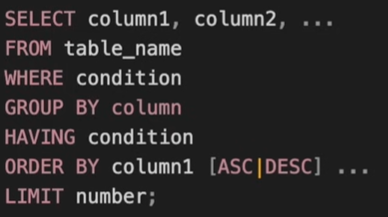 SELECT column1, column2, ...
FROM table_name
WHERE condition
GROUP BY column
HAVING condition
ORDER BY column1 [ASC|DESC] ...
LIMIT number;